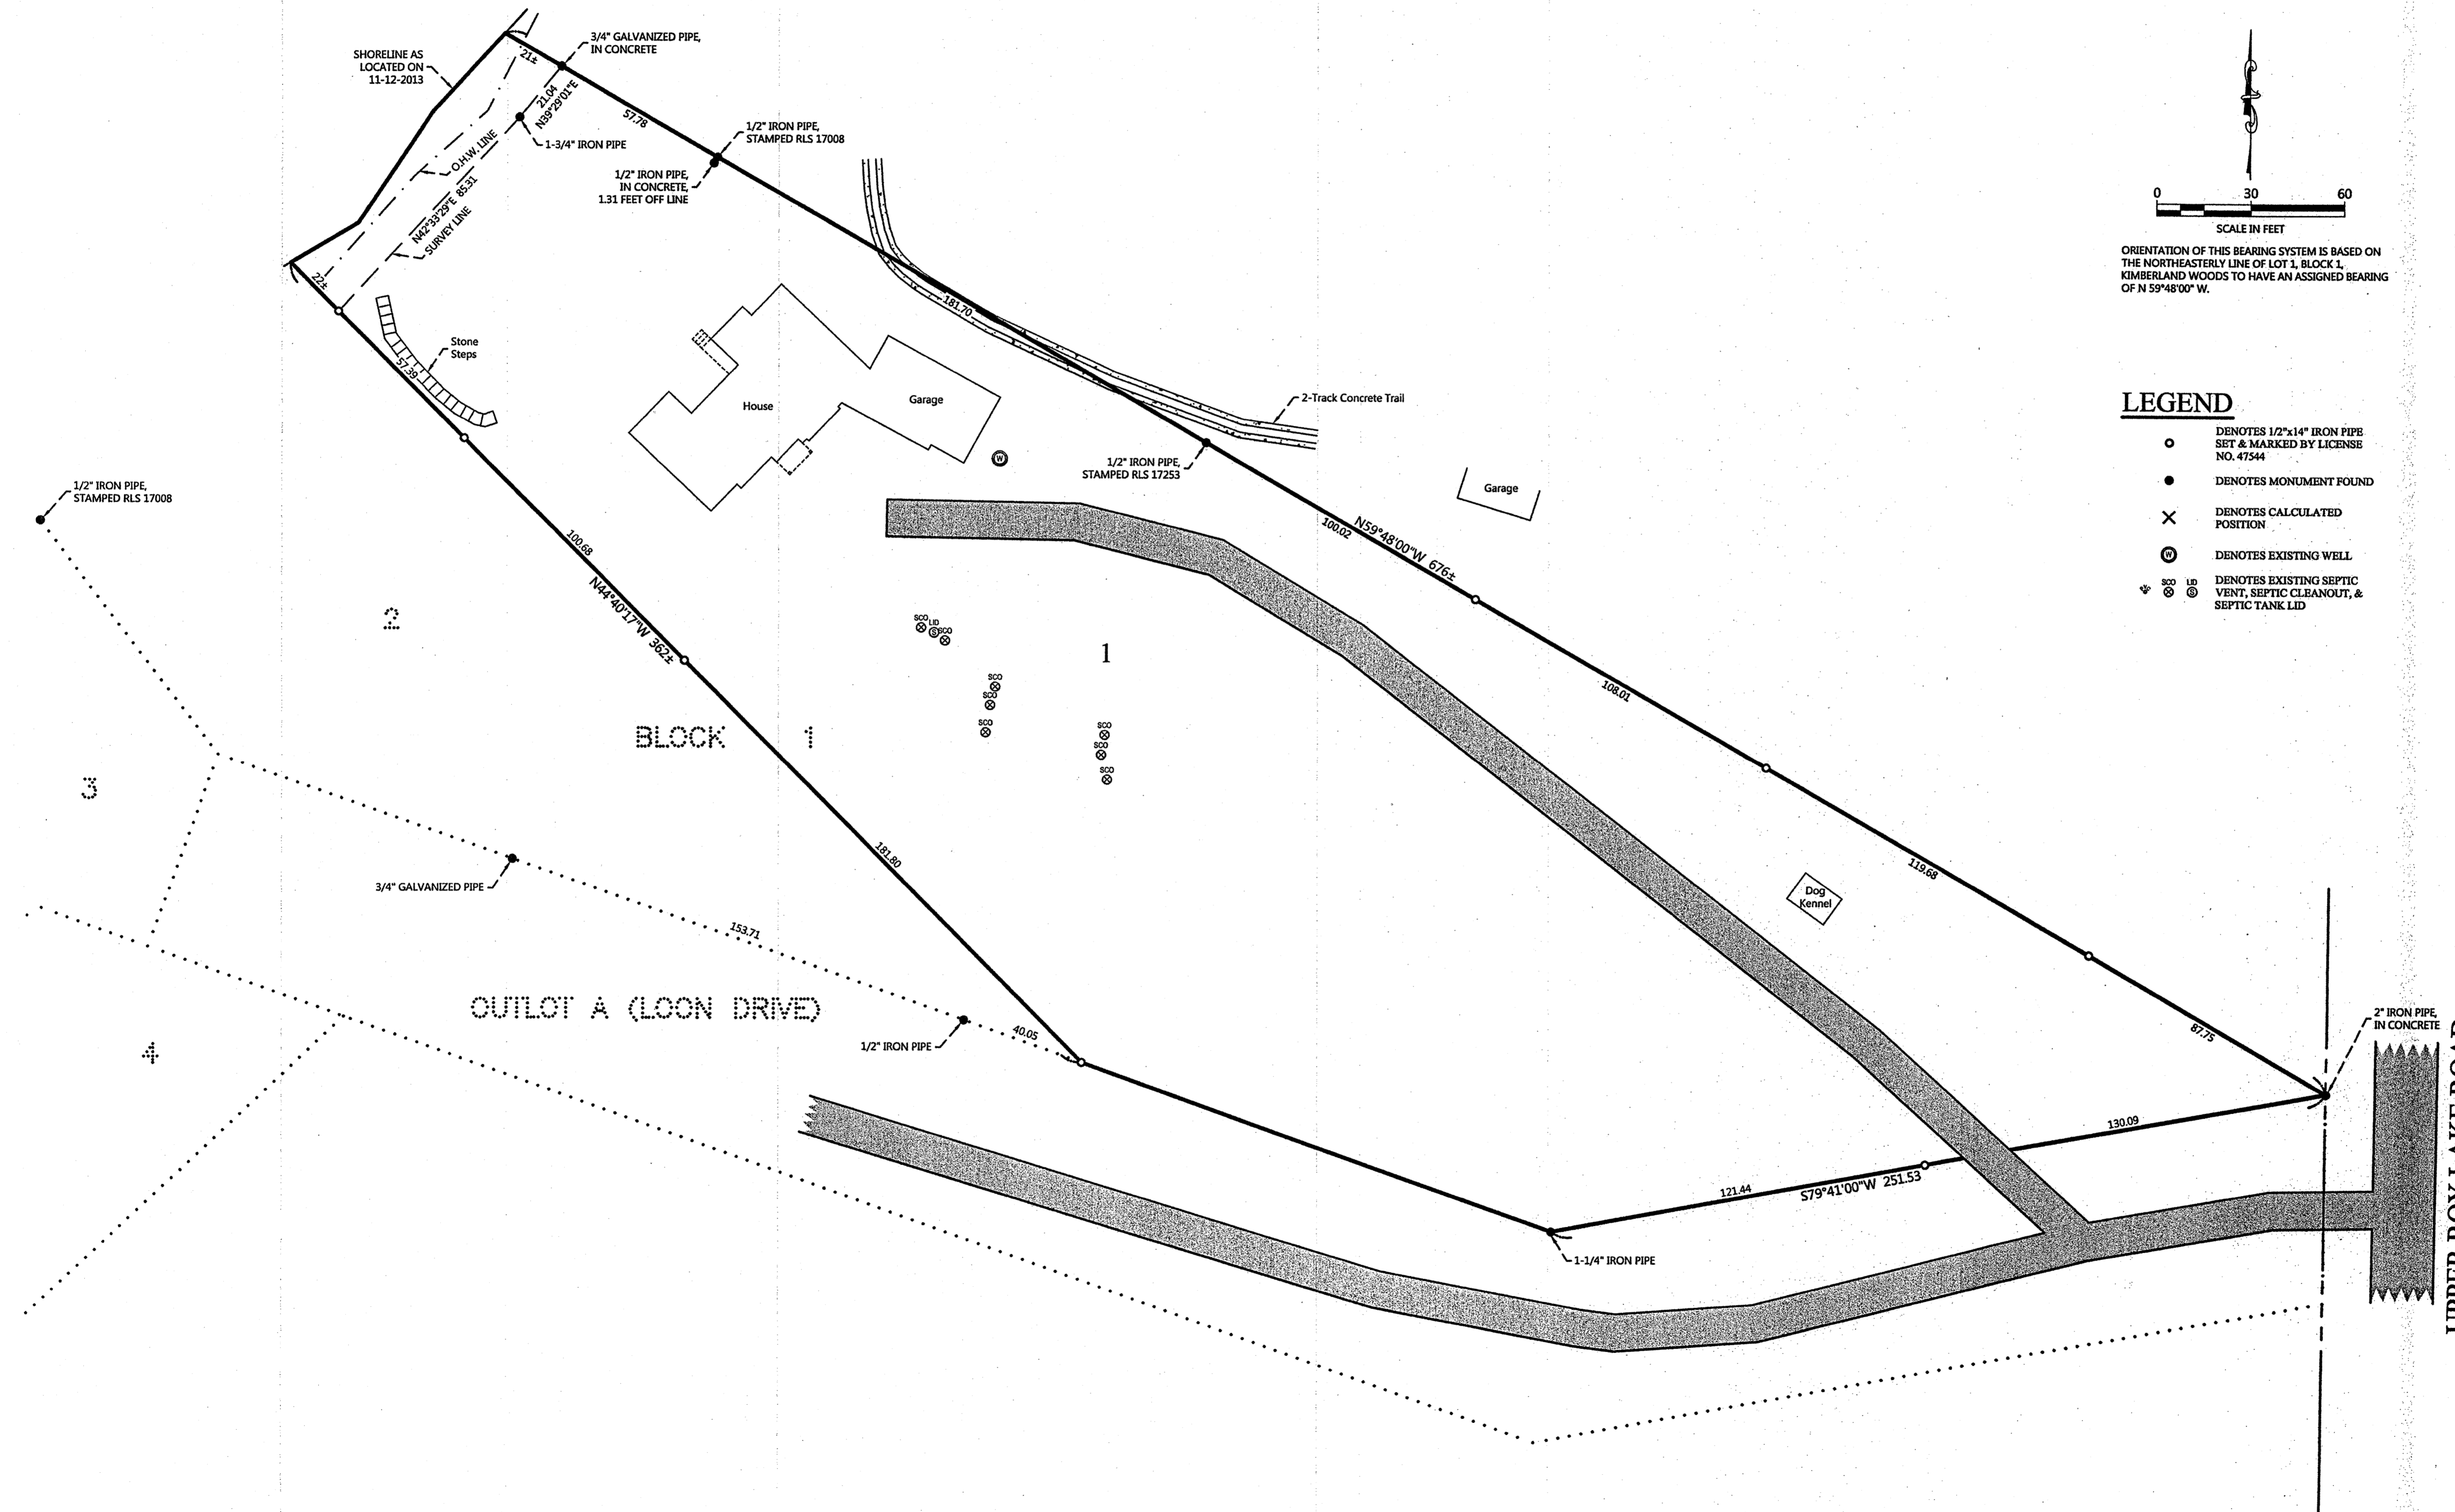 3/4" GALVANIZED PIPE,
IN CONCRETE
SHORELINE AS
LOCATED ON
11-12-2013
21±
21.04
N39°29'01"E
57.78
1-3/4" IRON PIPE
1/2" IRON PIPE,
STAMPED RLS 17008
1/2" IRON PIPE
IN CONCRETE,
1.31 FEET OFF LINE
O.H.W. LINE
N42°33'29"E 85.31
SURVEY LINE
22±
57.39
Stone
Steps
House
Garage
W
181.70
2-Track Concrete Trail
1/2" IRON PIPE,
STAMPED RLS 17253
Garage
100.02
N59°48'00"W 676±
0 30 60
SCALE IN FEET
ORIENTATION OF THIS BEARING SYSTEM IS BASED ON
THE NORTHEASTERLY LINE OF LOT 1, BLOCK 1,
KIMBERLAND WOODS TO HAVE AN ASSIGNED BEARING
OF N 59°48'00" W.
LEGEND
DENOTES 1/2"x14" IRON PIPE
SET & MARKED BY LICENSE
NO. 47544
DENOTES MONUMENT FOUND
DENOTES CALCULATED
POSITION
W
DENOTES EXISTING WELL
SCO LID
S
DENOTES EXISTING SEPTIC
VENT, SEPTIC CLEANOUT, &
SEPTIC TANK LID
1/2" IRON PIPE,
STAMPED RLS 17008
100.68
N44°40'17"W 362±
2
SCO
LID
S
SCO
1
SCO
SCO
SCO
SCO
SCO
SCO
108.01
BLOCK 1
3
181.80
3/4" GALVANIZED PIPE
153.71
119.68
Dog
Kennel
OUTLOT A (LOON DRIVE)
4
1/2" IRON PIPE
40.05
87.75
2" IRON PIPE,
IN CONCRETE
130.09
121.44
S79°41'00"W 251.53
1-1/4" IRON PIPE